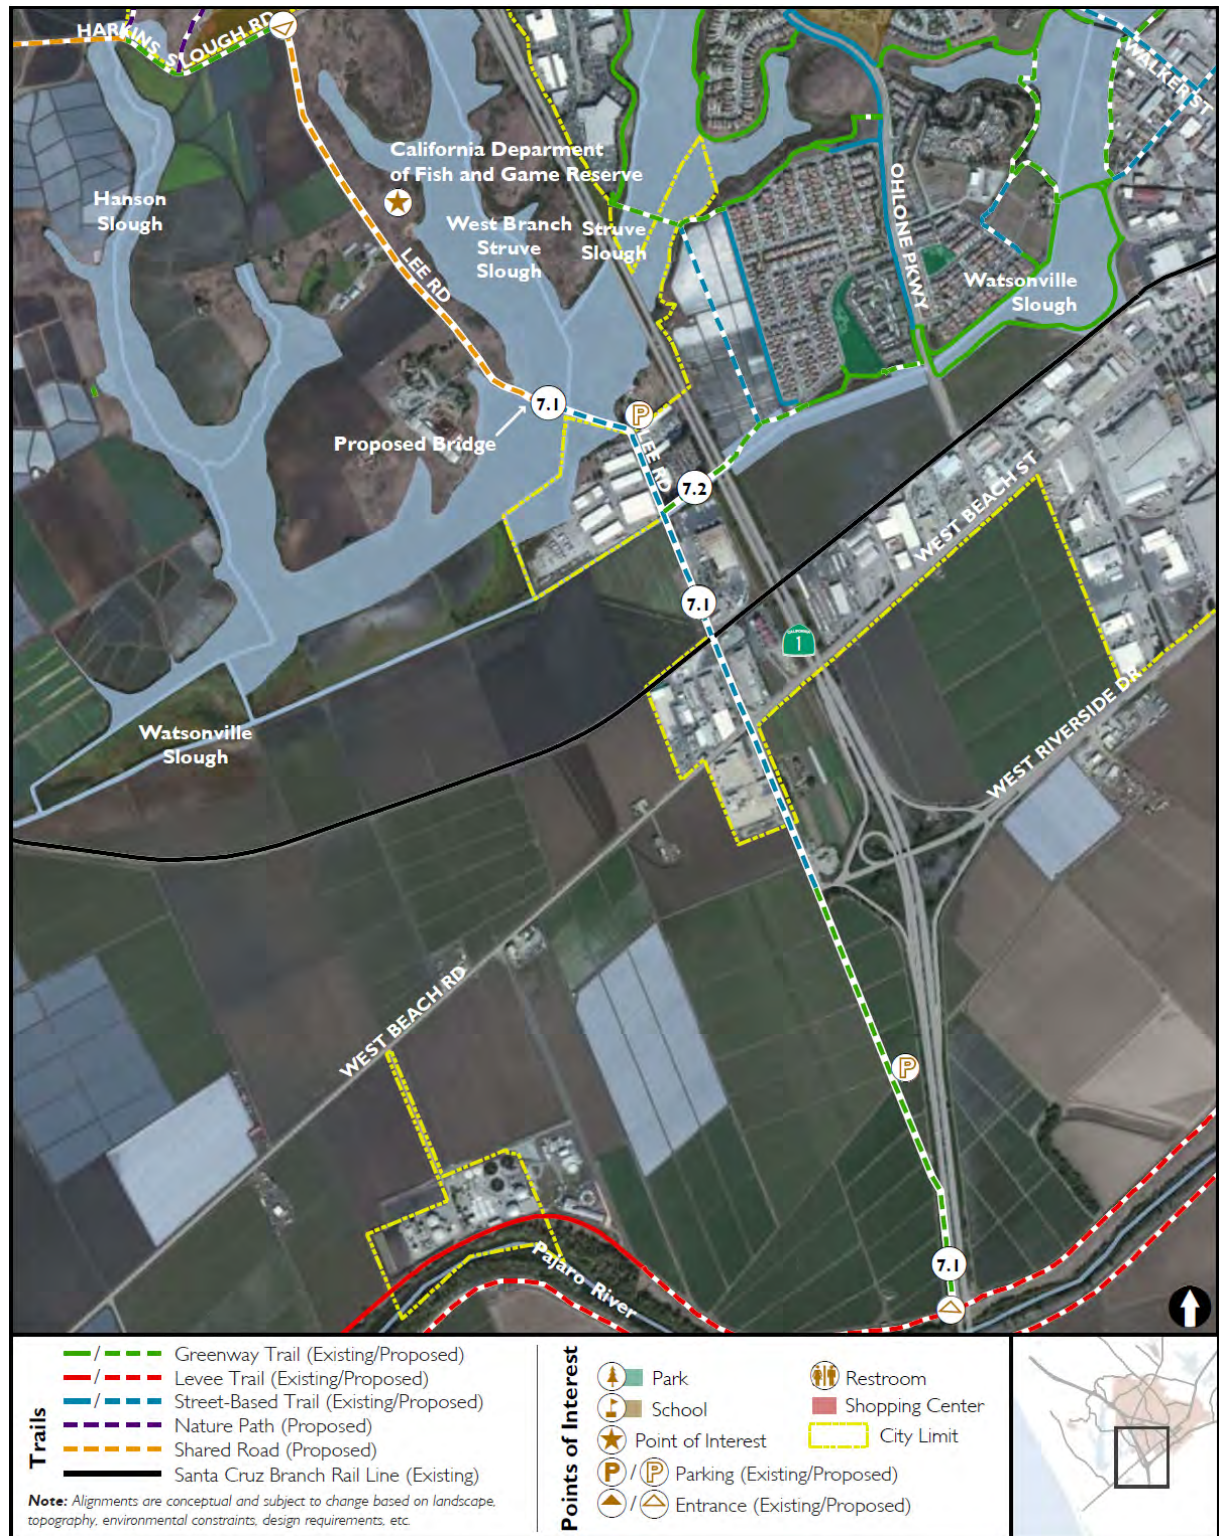 HARKINS SLOUGH RD
WALKER ST
California Deparment
of Fish and Game Reserve
Hanson
Slough
West Branch
Struve
Slough
Struve
Slough
OHLONE PKWY
LEE RD
Watsonville
Slough
7.1
P
Proposed Bridge
LEE RD
7.2
WEST BEACH ST
7.1
CALIFORNIA
1
WEST RIVERSIDE DR
Watsonville
Slough
WEST BEACH RD
P
Pajaro River
7.1
Trails
/ Greenway Trail (Existing/Proposed)
/ Levee Trail (Existing/Proposed)
/ Street-Based Trail (Existing/Proposed)
Nature Path (Proposed)
Shared Road (Proposed)
Santa Cruz Branch Rail Line (Existing)
Note: Alignments are conceptual and subject to change based on landscape,
topography, environmental constraints, design requirements, etc.
Points of Interest
Park
School
Point of Interest
P / P Parking (Existing/Proposed)
/ Entrance (Existing/Proposed)
Restroom
Shopping Center
City Limit